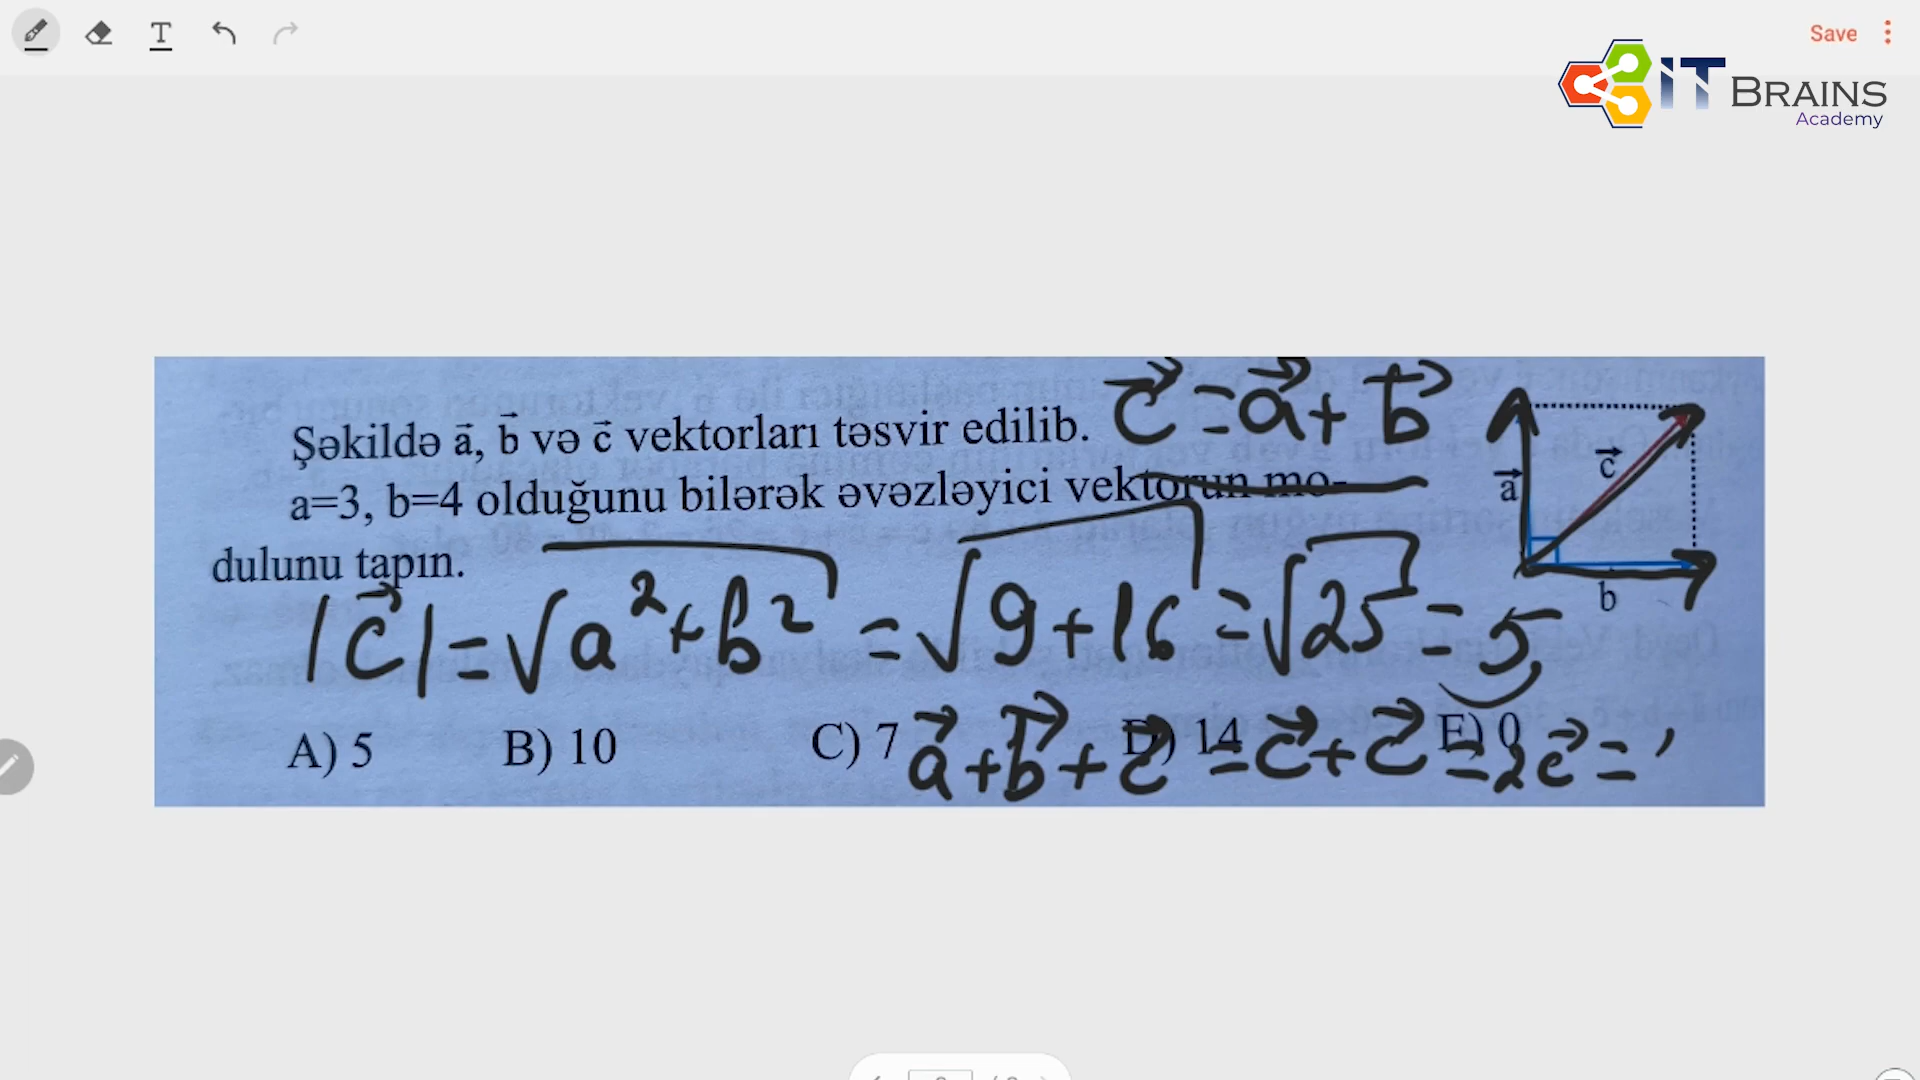 T
Save
iT BRAINS
Academy
Şəkildə a⃗, b⃗ və c⃗ vektorları təsvir edilib.
c⃗ = a⃗ + b⃗
a=3, b=4 olduğunu bilərək əvəzləyici vektorun mo-
dulunu tapın.
a⃗
c⃗
b
|c⃗| = √a²+b² = √9+16 = √25 = 5
A) 5 B) 10 C) 7 D) 14 E) 0
a⃗ + b⃗ + c⃗ = c⃗ + c⃗ = 2c⃗ =